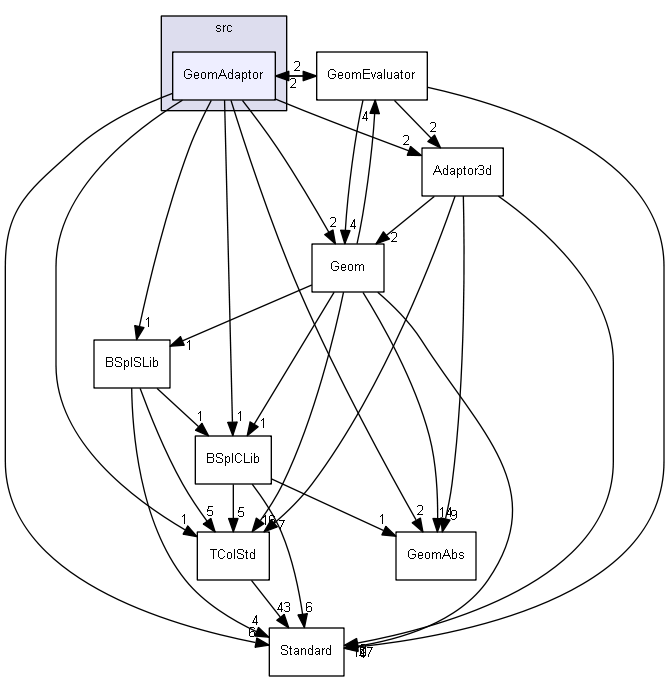 src
GeomAdaptor
2
2
GeomEvaluator
4
2
2
Adaptor3d
2
4
2
Geom
1
1
BSplSLib
1
1
1
BSplCLib
1
5
5
2
1
TColStd
GeomAbs
43
6
4
6
Standard